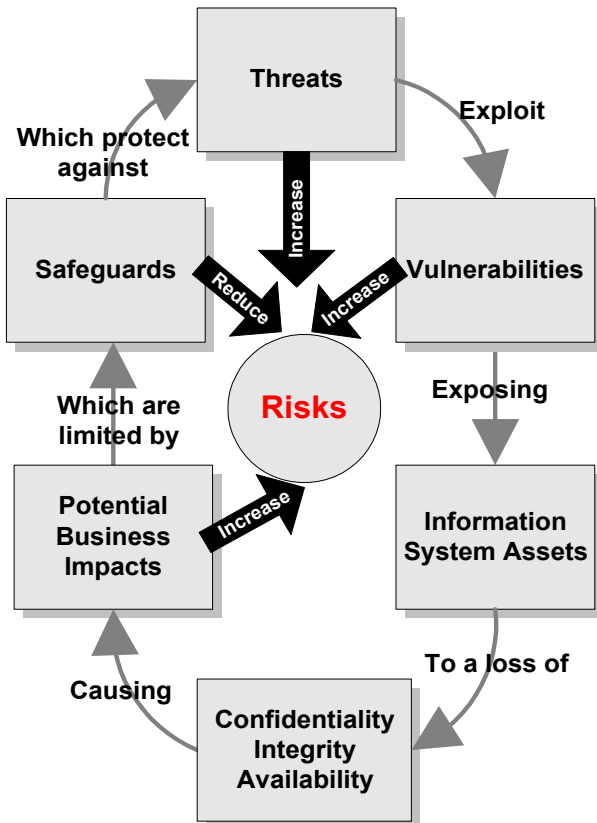 Threats
Exploit
Which protect
against
Increase
Safeguards
Reduce
Increase
Vulnerabilities
Risks
Exposing
Which are
limited by
Potential
Business
Impacts
Increase
Information
System Assets
To a loss of
Causing
Confidentiality
Integrity
Availability